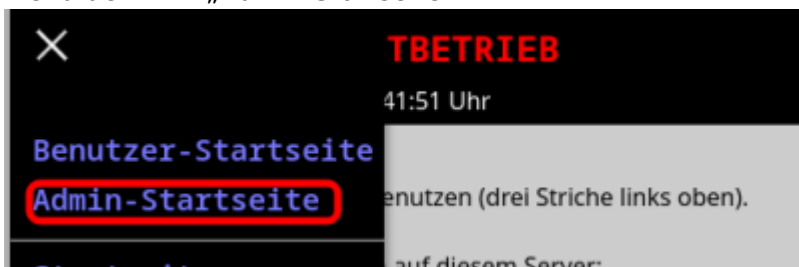 TBETRIEB
41:51 Uhr
Benutzer-Startseite
Admin-Startseite
enutzen (drei Striche links oben).
auf diesem Server: